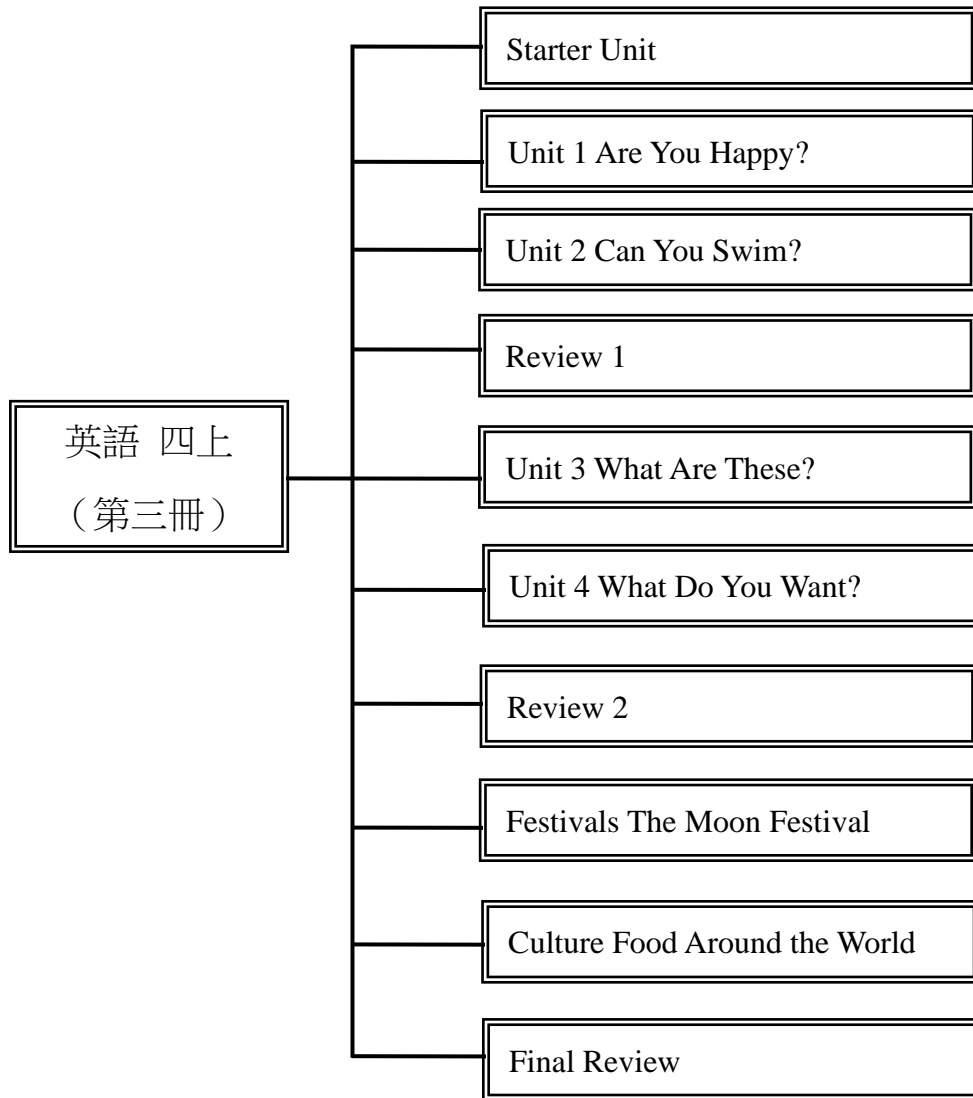 英語 四上
（第三冊）
Starter Unit
Unit 1 Are You Happy?
Unit 2 Can You Swim?
Review 1
Unit 3 What Are These?
Unit 4 What Do You Want?
Review 2
Festivals The Moon Festival
Culture Food Around the World
Final Review